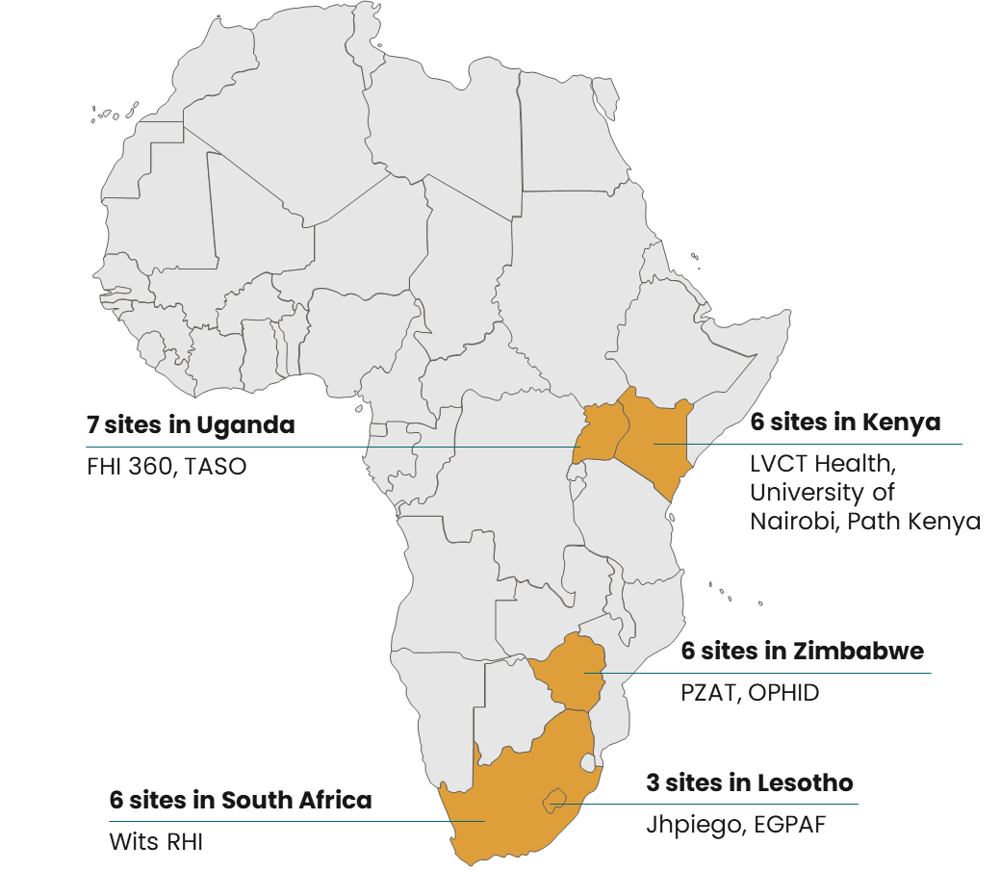 7 sites in Uganda
FHI 360, TASO
6 sites in Kenya
LVCT Health,
University of
Nairobi, Path Kenya
6 sites in Zimbabwe
PZAT, OPHID
3 sites in Lesotho
Jhpiego, EGPAF
6 sites in South Africa
Wits RHI